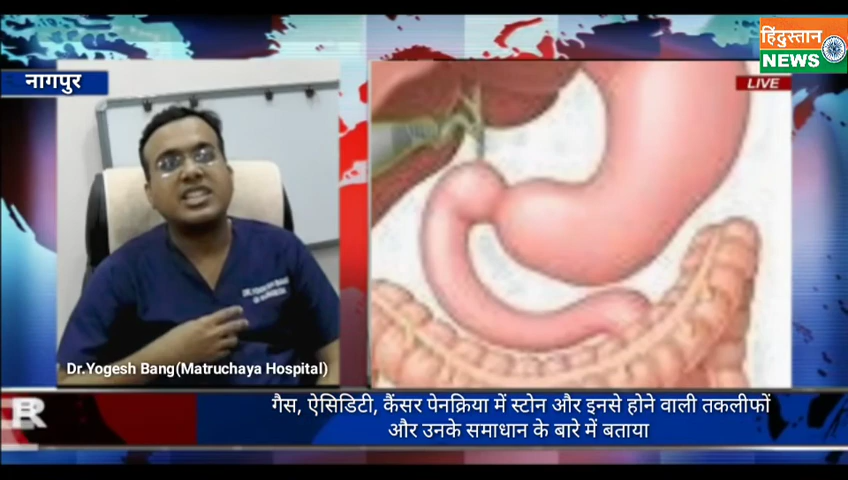 हिंदुस्तान
NEWS
नागपुर
LIVE
Dr.Yogesh Bang(Matruchaya Hospital)
गैस, ऐसिडिटी, कैंसर पेनक्रिया में स्टोन और इनसे होने वाली तकलीफों
और उनके समाधान के बारे में बताया